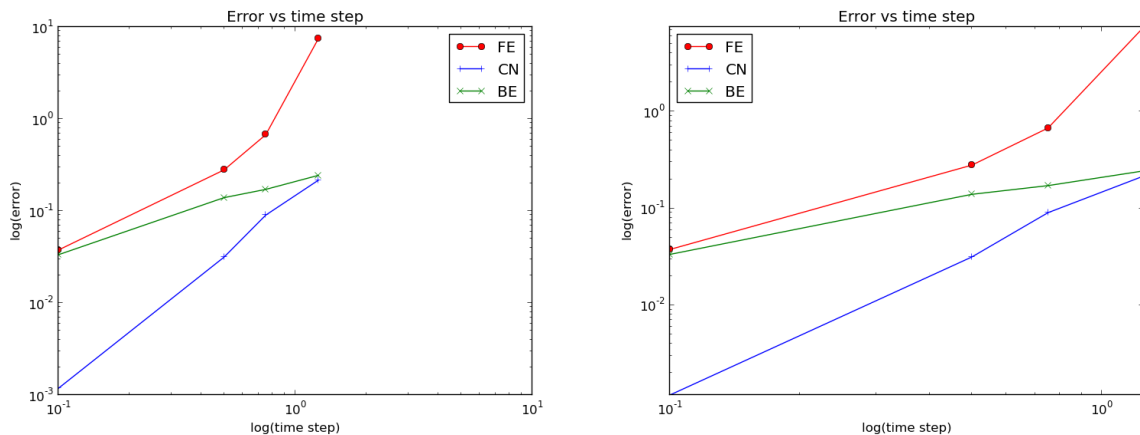 Error vs time step
log(error)
10^1
10^0
10^-1
10^-2
10^-3
FE
CN
BE
10^-1
10^0
10^1
log(time step)
Error vs time step
log(error)
10^0
10^-1
10^-2
FE
CN
BE
10^-1
10^0
log(time step)